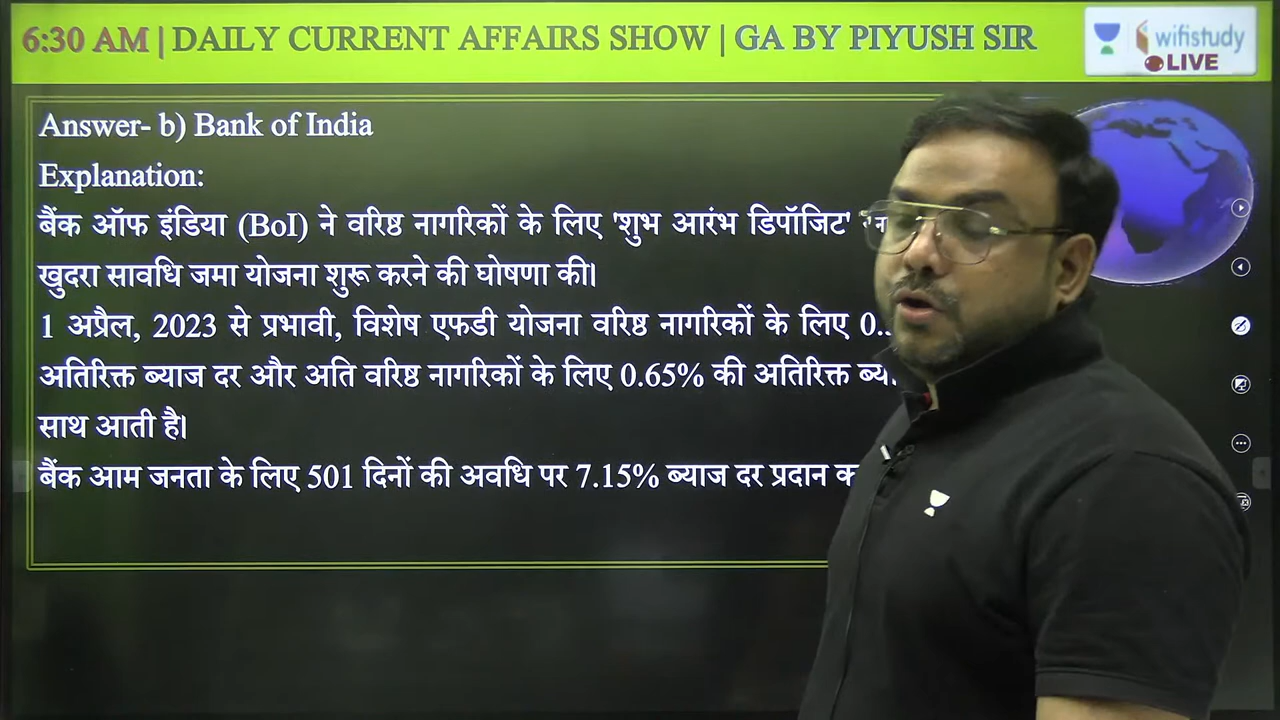 6:30 AM | DAILY CURRENT AFFAIRS SHOW | GA BY PIYUSH SIR
wifistudy
LIVE
Answer- b) Bank of India
Explanation:
बैंक ऑफ इंडिया (BoI) ने वरिष्ठ नागरिकों के लिए 'शुभ आरंभ डिपॉजिट'
खुदरा सावधि जमा योजना शुरू करने की घोषणा की।
1 अप्रैल, 2023 से प्रभावी, विशेष एफडी योजना वरिष्ठ नागरिकों के लिए
अतिरिक्त ब्याज दर और अति वरिष्ठ नागरिकों के लिए 0.65% की अतिरिक्त
साथ आती है।
बैंक आम जनता के लिए 501 दिनों की अवधि पर 7.15% ब्याज दर प्रदान